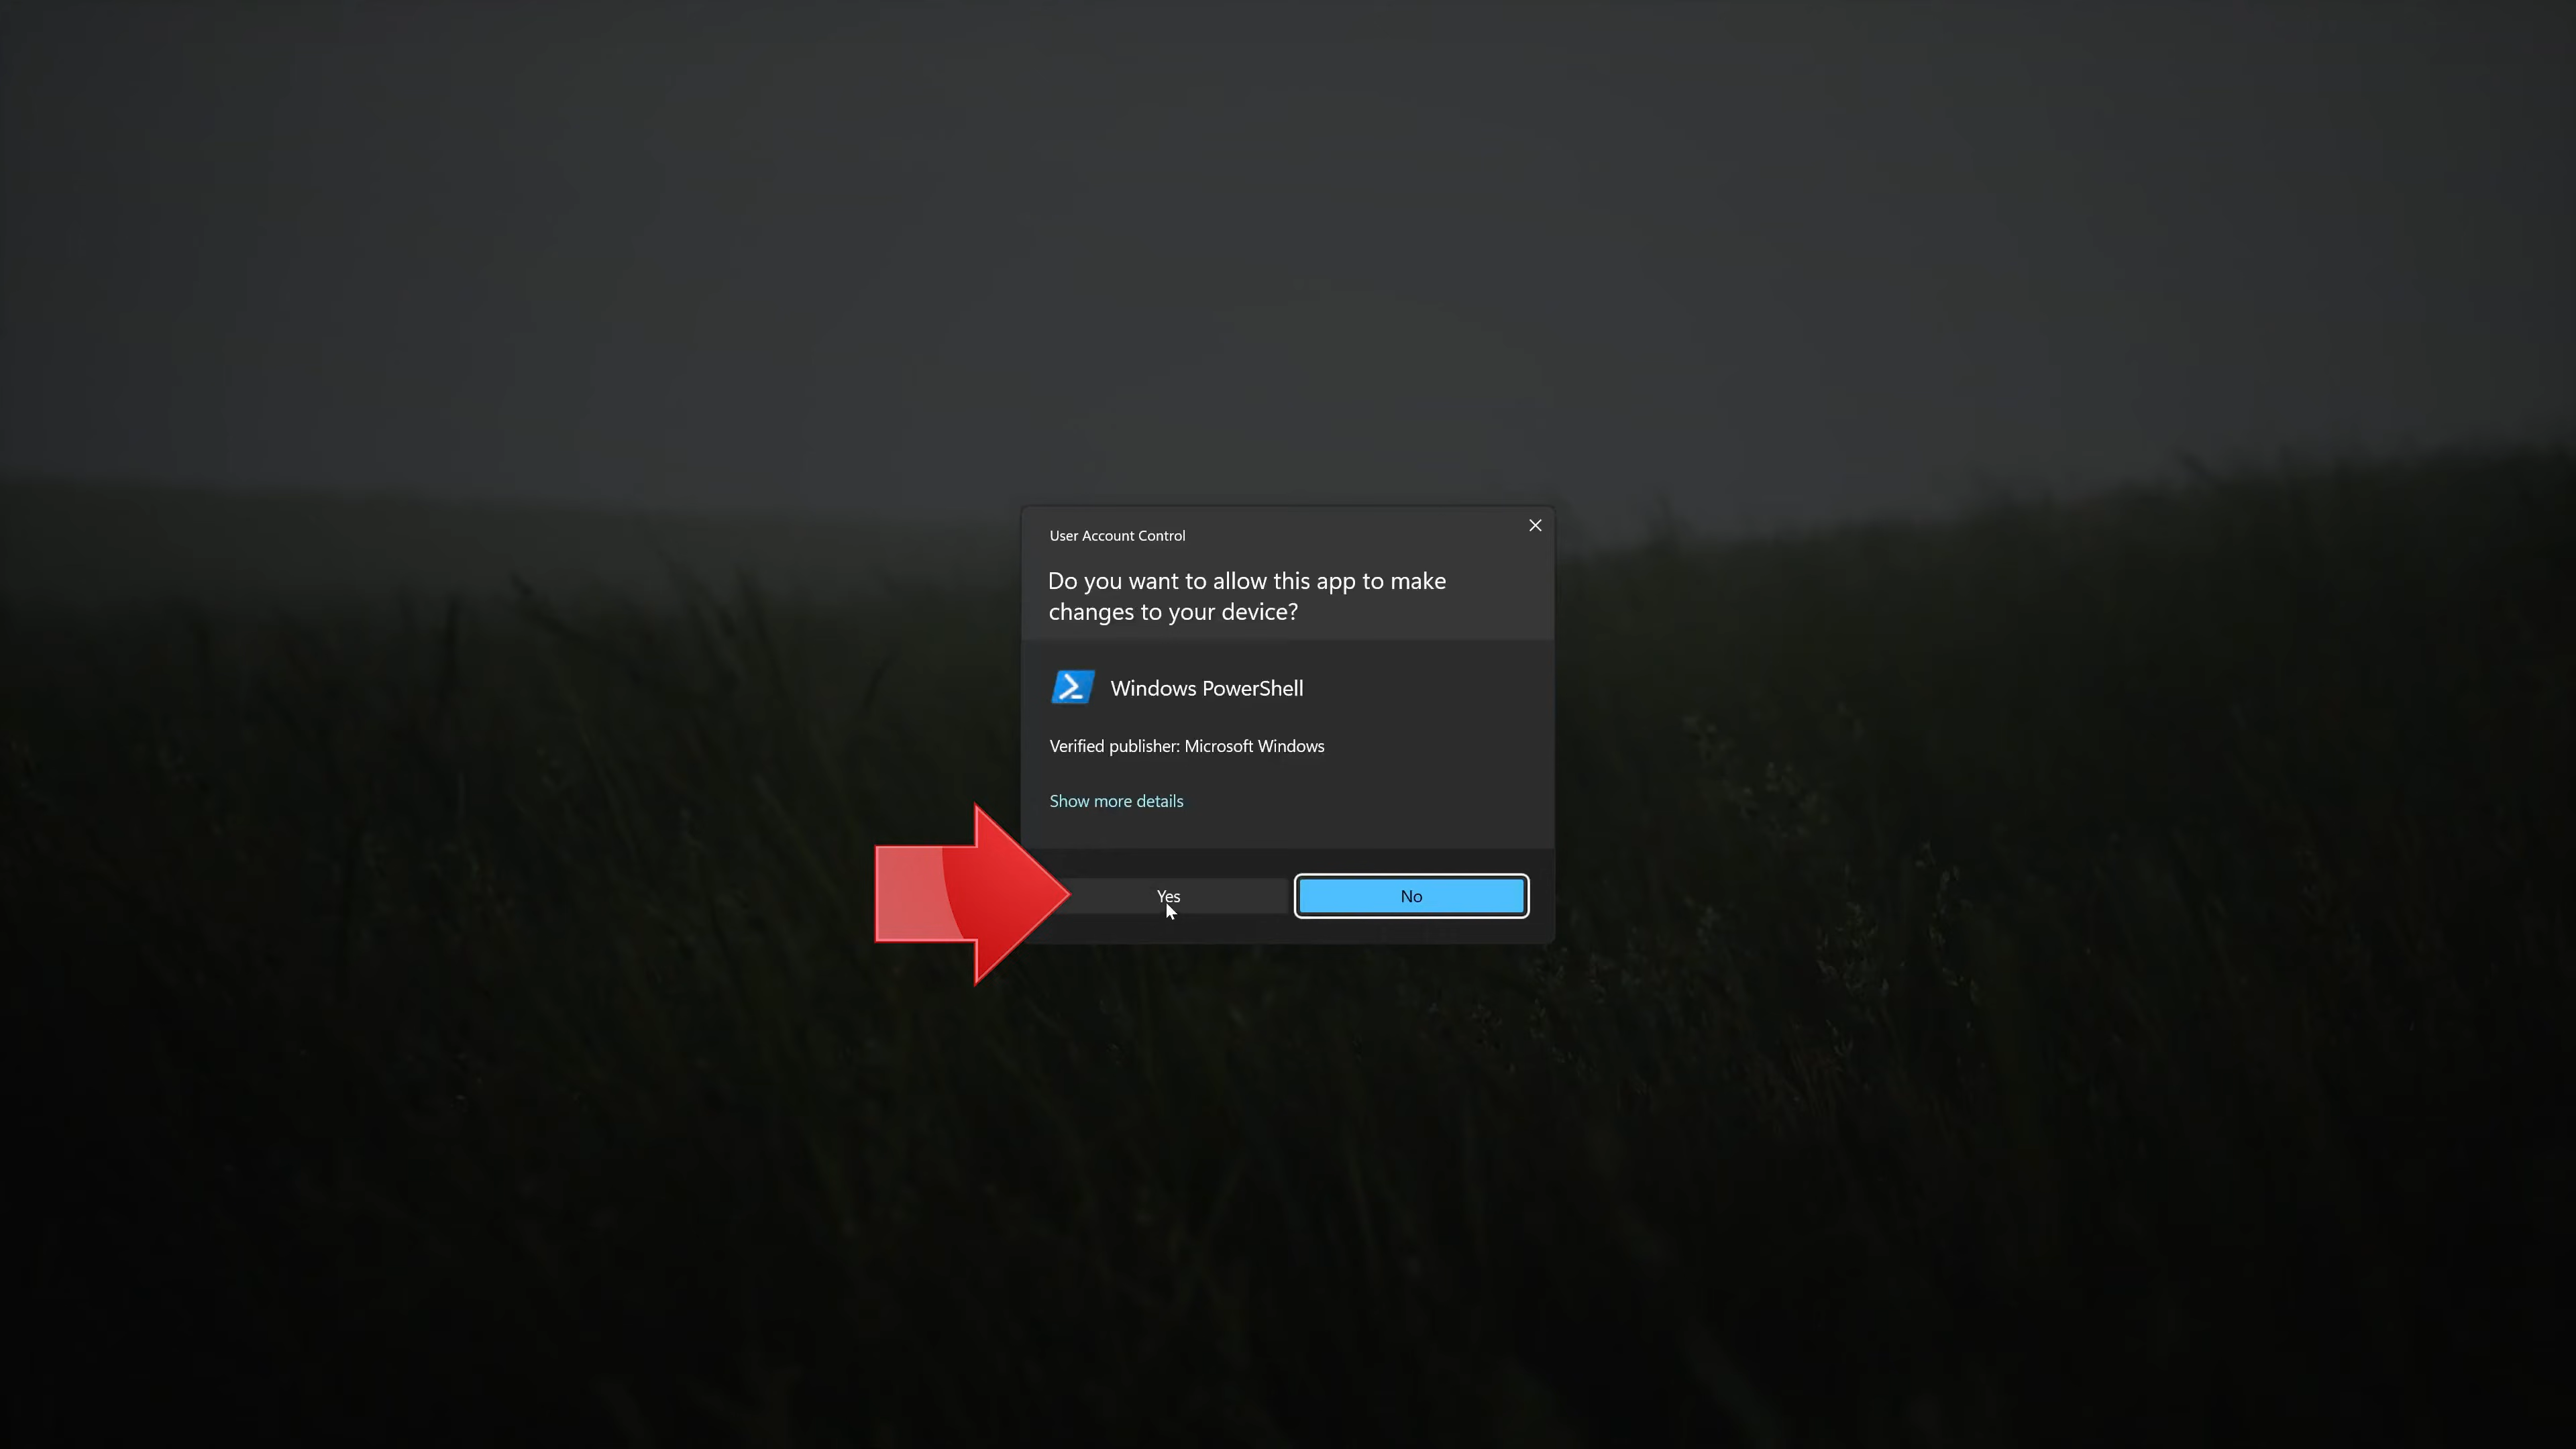 User Account Control
Do you want to allow this app to make
changes to your device?
Windows PowerShell
Verified publisher: Microsoft Windows
Show more details
Yes
No